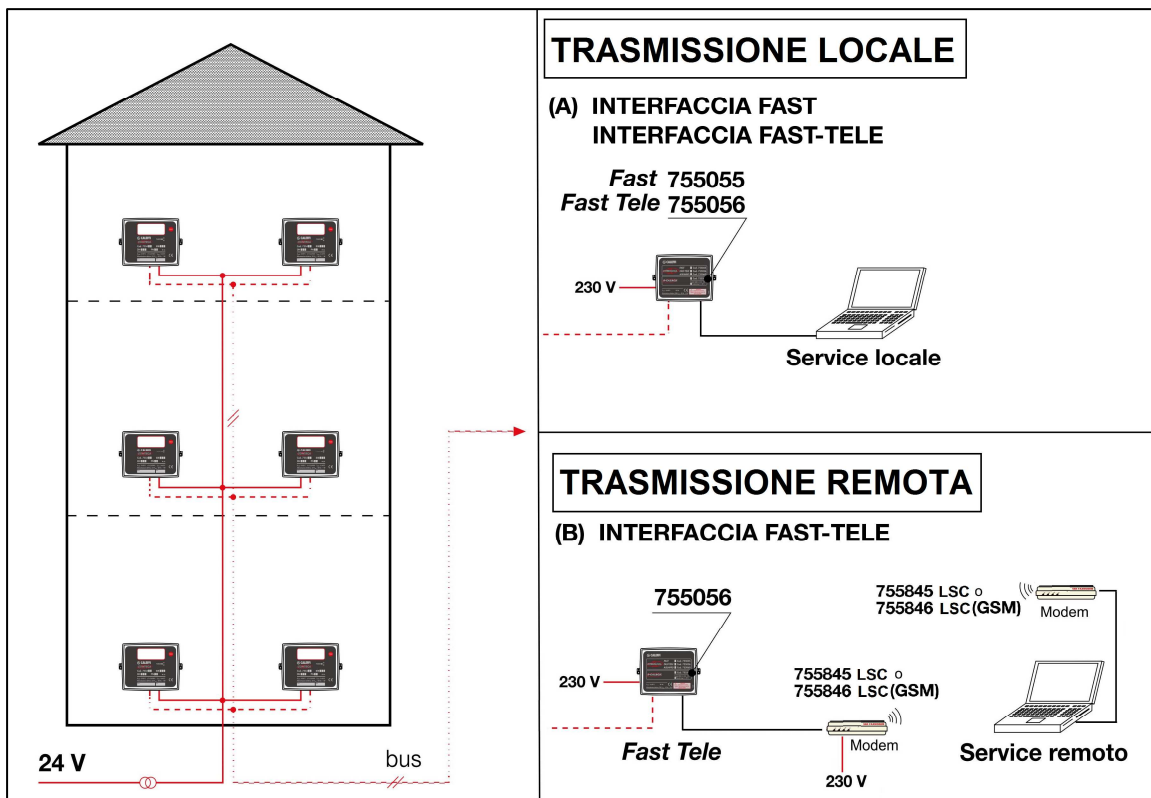 24 V
bus
TRASMISSIONE LOCALE
(A) INTERFACCIA FAST
INTERFACCIA FAST-TELE
Fast 755055
Fast Tele 755056
230 V
Service locale
TRASMISSIONE REMOTA
(B) INTERFACCIA FAST-TELE
755056
230 V
Fast Tele
755845 LSC o
755846 LSC(GSM)
Modem
230 V
755845 LSC o
755846 LSC(GSM)
Modem
Service remoto